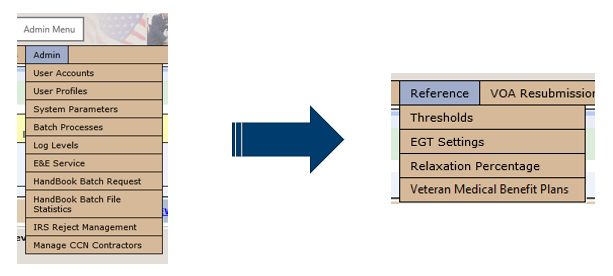 Admin Menu
Admin
User Accounts
User Profiles
System Parameters
Batch Processes
Log Levels
E&E Service
HandBook Batch Request
HandBook Batch File
Statistics
IRS Reject Management
Manage CCN Contractors
Reference
VOA Resubmission
Thresholds
EGT Settings
Relaxation Percentage
Veteran Medical Benefit Plans